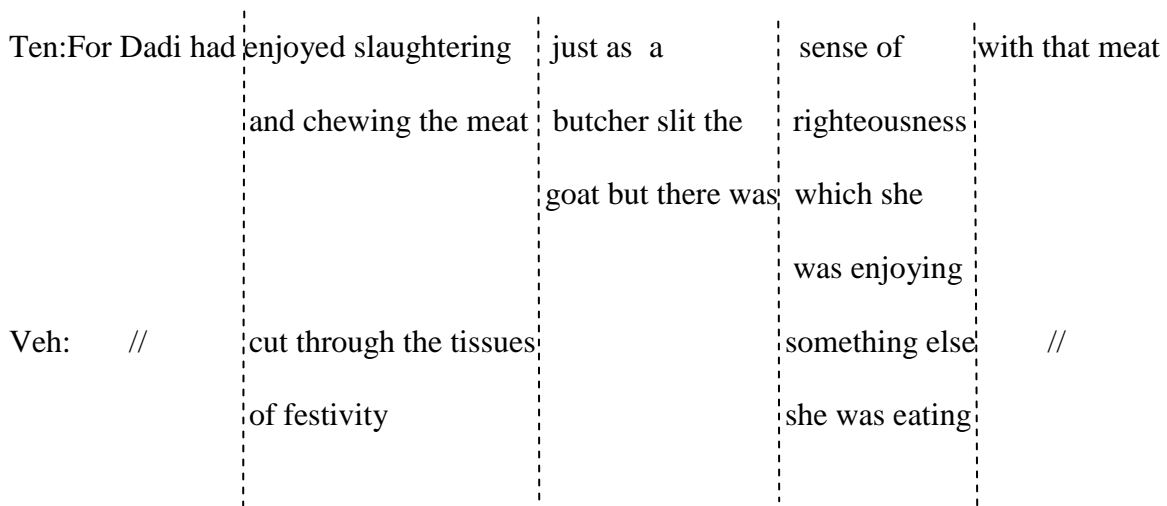 Ten:For Dadi had enjoyed slaughtering just as a sense of with that meat
and chewing the meat butcher slit the righteousness
goat but there was which she
was enjoying
Veh: // cut through the tissues something else //
of festivity she was eating